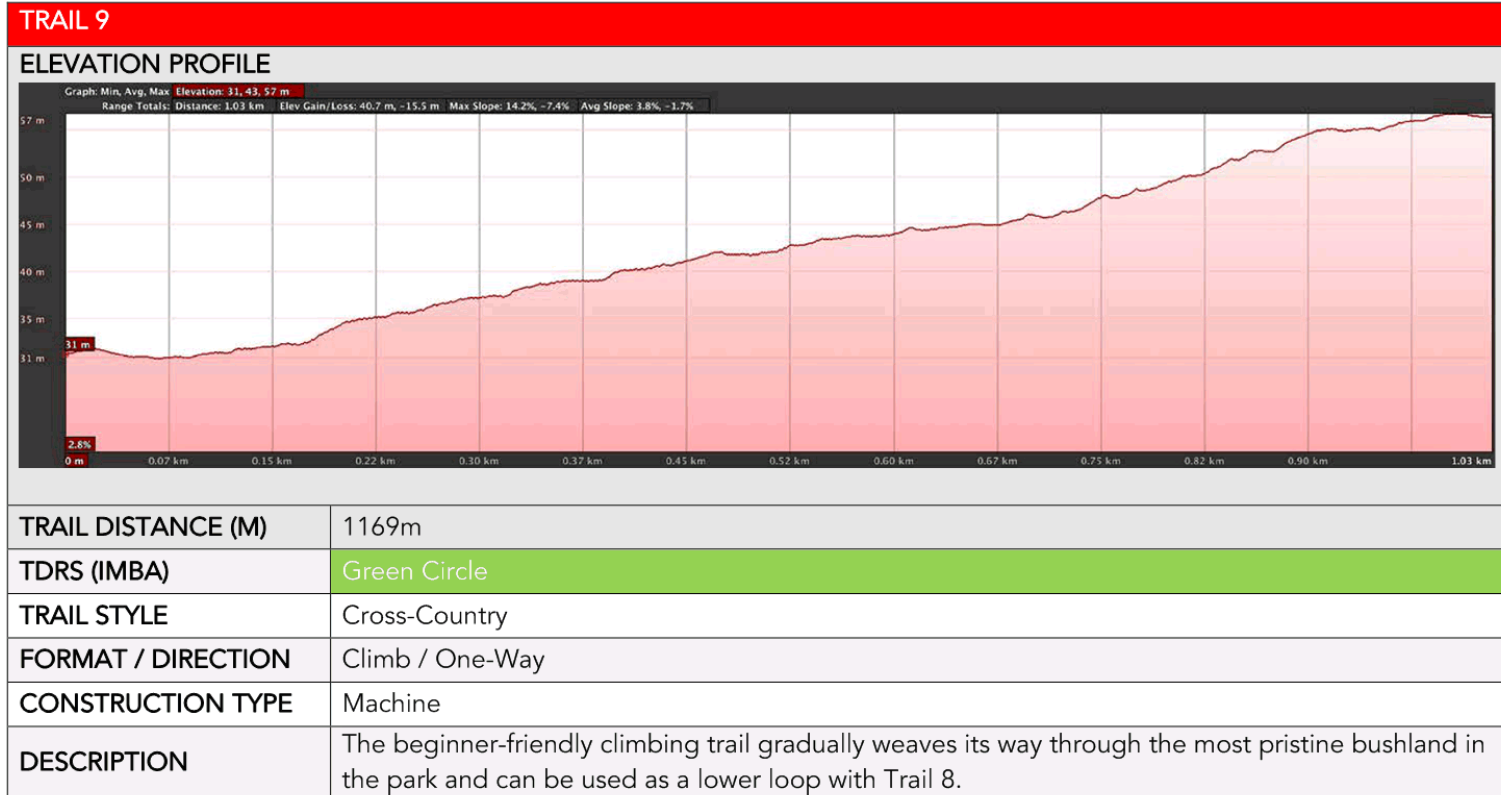 TRAIL 9
ELEVATION PROFILE
Graph: Min, Avg, Max Elevation: 31, 43, 57 m
Range Totals: Distance: 1.03 km Elev Gain/Loss: 40.7 m, -15.5 m Max Slope: 14.2%, -7.4% Avg Slope: 3.8%, -1.7%
57 m
50 m
45 m
40 m
35 m
31 m
31 m
2.8%
0 m 0.07 km 0.15 km 0.22 km 0.30 km 0.37 km 0.45 km 0.52 km 0.60 km 0.67 km 0.75 km 0.82 km 0.90 km 1.03 km
TRAIL DISTANCE (M) 1169m
TDRS (IMBA) Green Circle
TRAIL STYLE Cross-Country
FORMAT / DIRECTION Climb / One-Way
CONSTRUCTION TYPE Machine
DESCRIPTION The beginner-friendly climbing trail gradually weaves its way through the most pristine bushland in
the park and can be used as a lower loop with Trail 8.